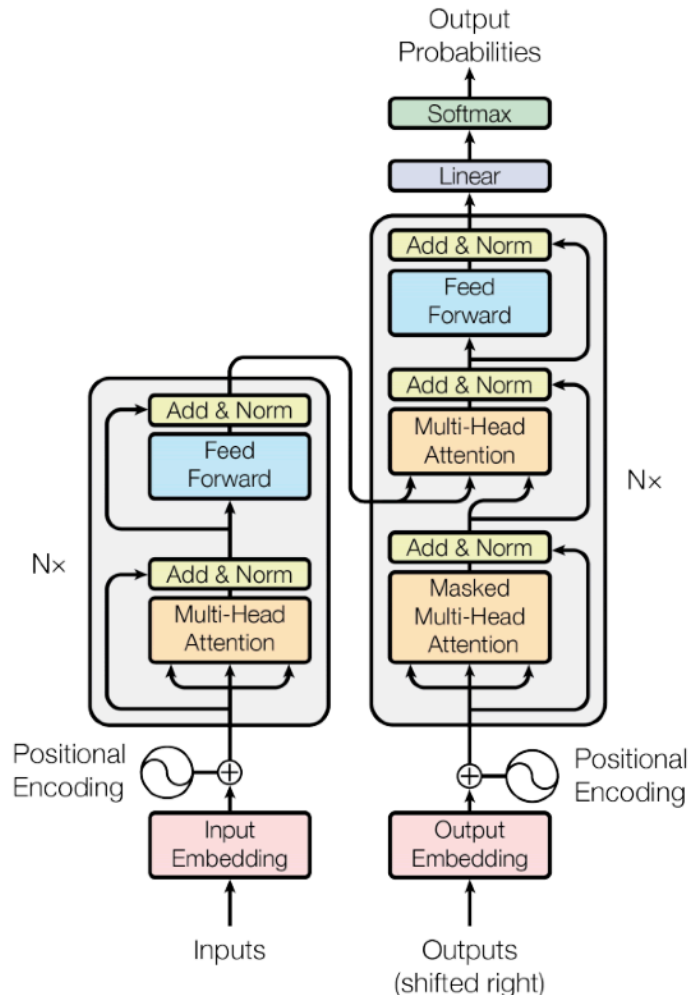 Output
Probabilities
Softmax
Linear
Add & Norm
Feed
Forward
Add & Norm
Multi-Head
Attention
Add & Norm
Masked
Multi-Head
Attention
N×
Add & Norm
Feed
Forward
Add & Norm
Multi-Head
Attention
N×
Positional
Encoding
Positional
Encoding
Input
Embedding
Output
Embedding
Inputs
Outputs
(shifted right)